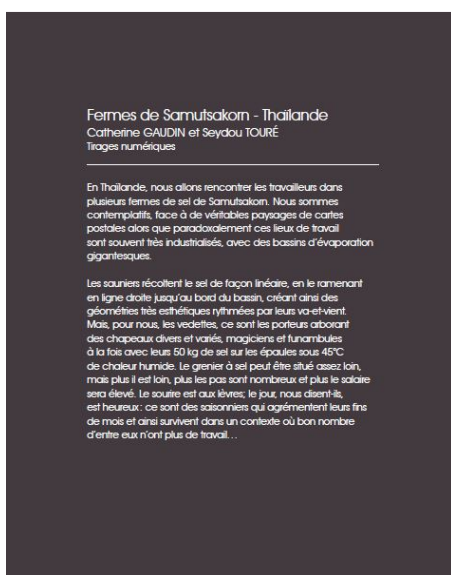 Fermes de Samutsakorn - Thaïlande
Catherine GAUDIN et Seydou TOURÉ
Tirages numériques
En Thaïlande, nous allons rencontrer les travailleurs dans
plusieurs fermes de sel de Samutsakorn. Nous sommes
contemplatifs, face à de véritables paysages de cartes
postales alors que paradoxalement ces lieux de travail
sont souvent très industrialisés, avec des bassins d'évaporation
gigantesques.
Les sauniers récoltent le sel de façon linéaire, en le ramenant
en ligne droite jusqu'au bord du bassin, créant ainsi des
géométries très esthétiques rythmées par leurs va-et-vient.
Mais, pour nous, les vedettes, ce sont les porteurs arborant
des chapeaux divers et variés, magiciens et funambules
à la fois avec leurs 50 kg de sel sur les épaules sous 45°C
de chaleur humide. Le grenier à sel peut être situé assez loin,
mais plus il est loin, plus les pas sont nombreux et plus le salaire
sera élevé. Le sourire est aux lèvres; le jour, nous disent-ils,
est heureux : ce sont des saisonniers qui agrémentent leurs fins
de mois et ainsi survivent dans un contexte où bon nombre
d'entre eux n'ont plus de travail...